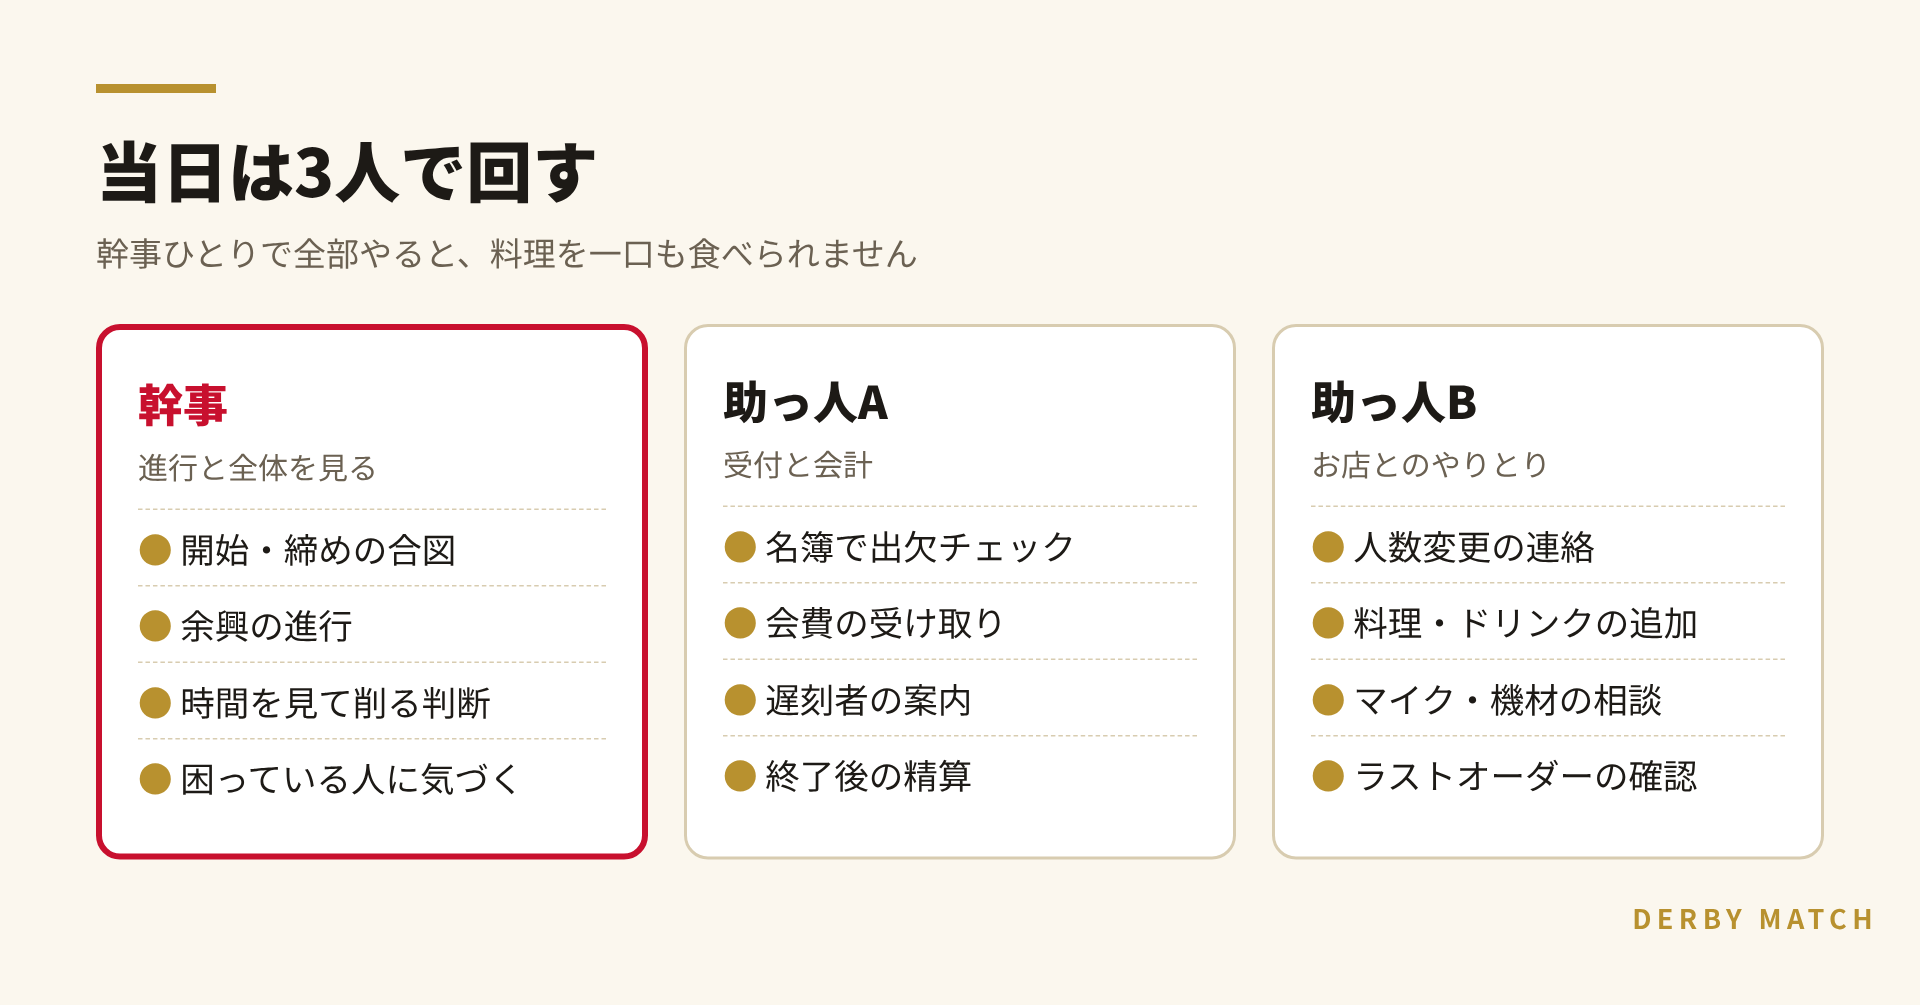 当日は3人で回す
幹事ひとりで全部やると、料理を一口も食べられません
幹事
進行と全体を見る
開始・締めの合図
余興の進行
時間を見て削る判断
困っている人に気づく
助っ人A
受付と会計
名簿で出欠チェック
会費の受け取り
遅刻者の案内
終了後の精算
助っ人B
お店とのやりとり
人数変更の連絡
料理・ドリンクの追加
マイク・機材の相談
ラストオーダーの確認
DERBY MATCH